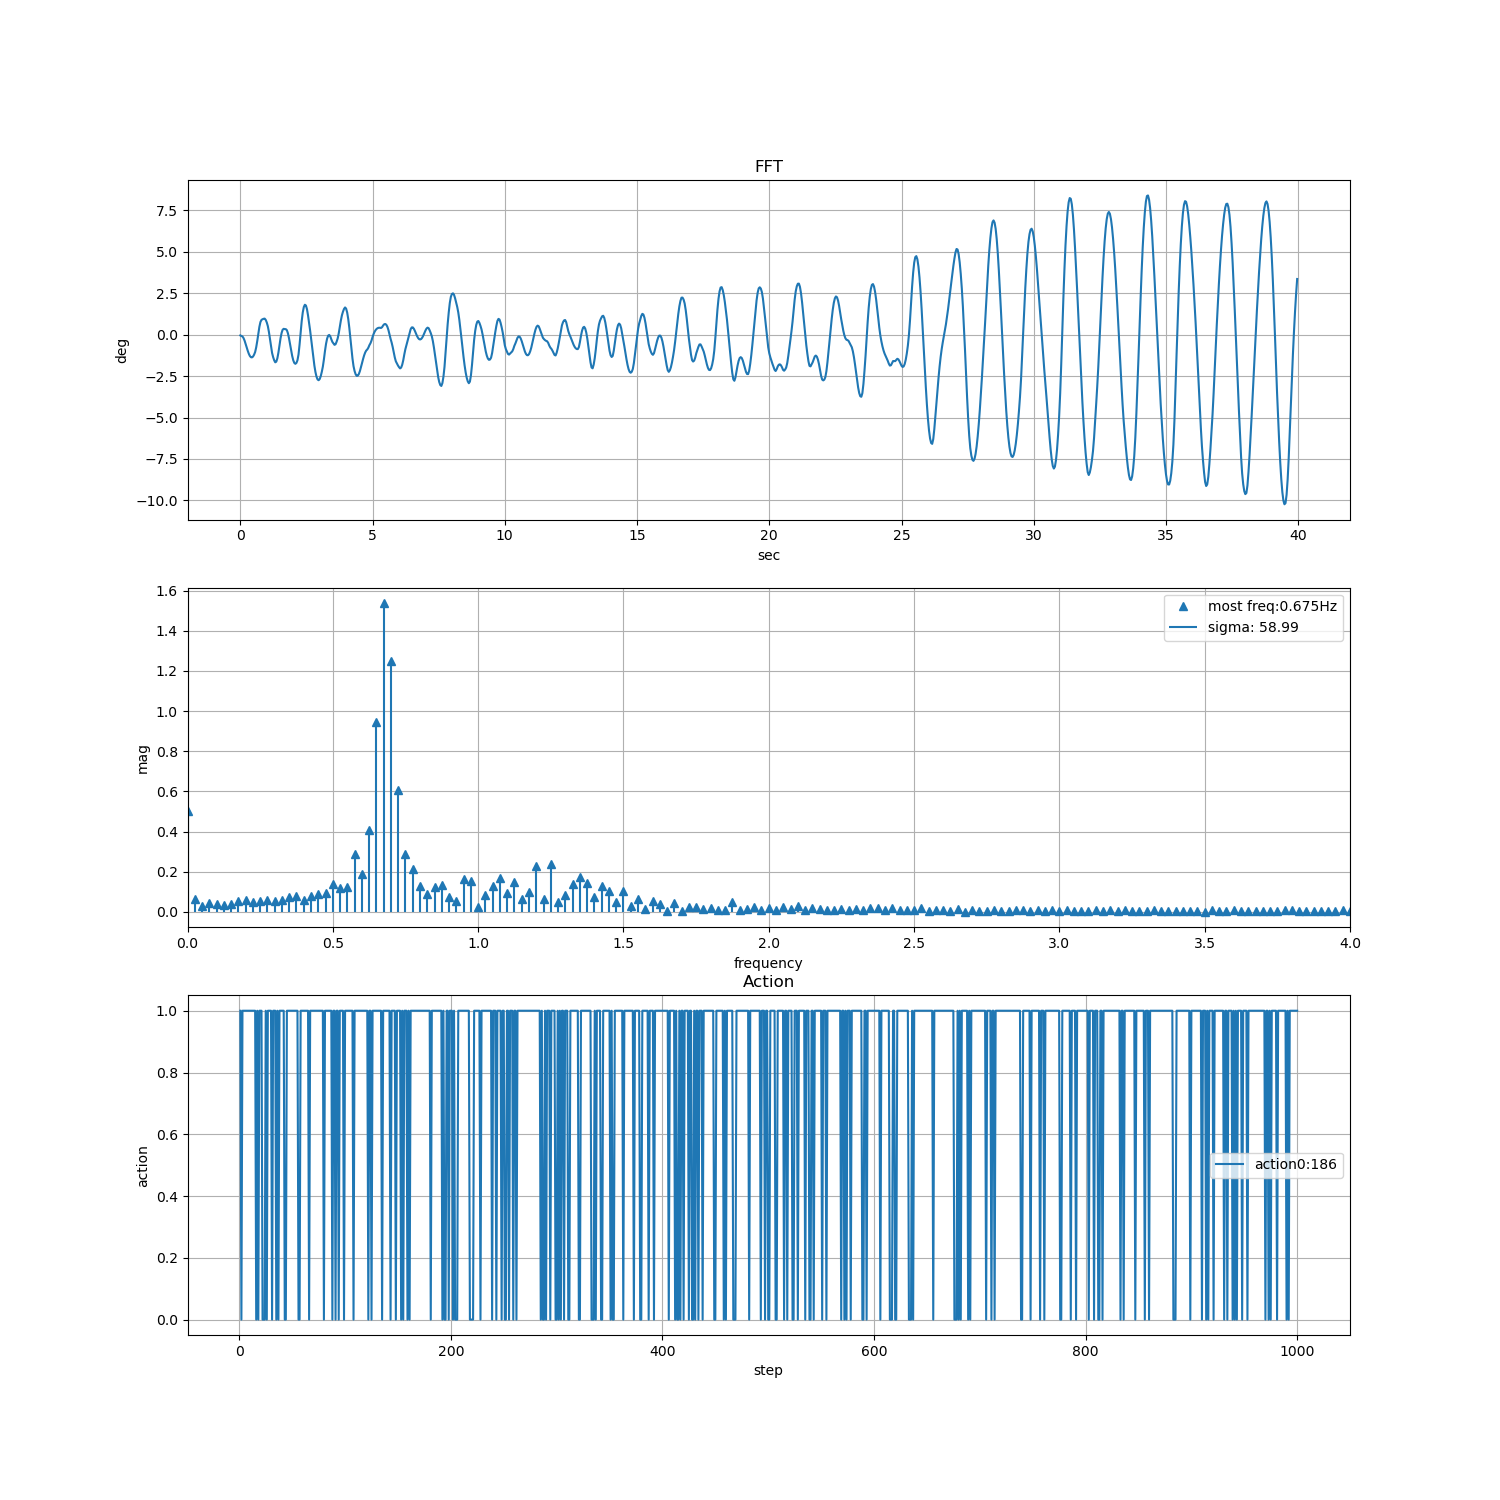 FFT
7.5
5.0
2.5
0.0
−2.5
−5.0
−7.5
−10.0
deg
0 5 10 15 20 25 30 35 40
sec
1.6
1.4
1.2
1.0
0.8
0.6
0.4
0.2
0.0
mag
most freq:0.675Hz
sigma: 58.99
0.0 0.5 1.0 1.5 2.0 2.5 3.0 3.5 4.0
frequency
Action
1.0
0.8
0.6
0.4
0.2
0.0
action
action0:186
0 200 400 600 800 1000
step